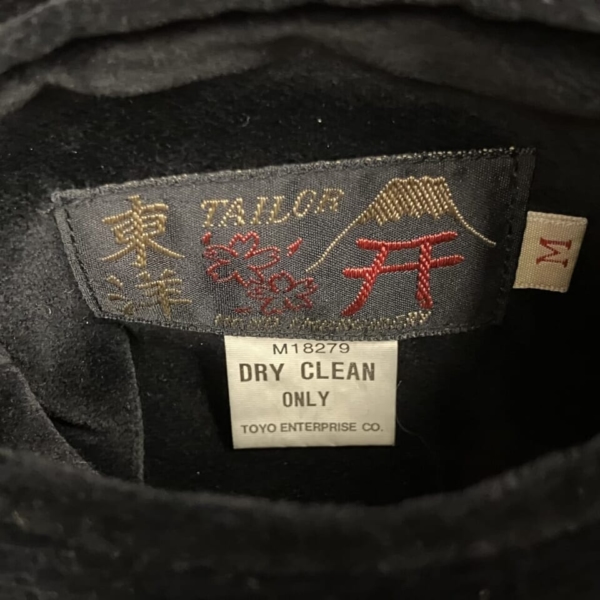 東洋
TAILOR
M
M18279
DRY CLEAN
ONLY
TOYO ENTERPRISE CO.